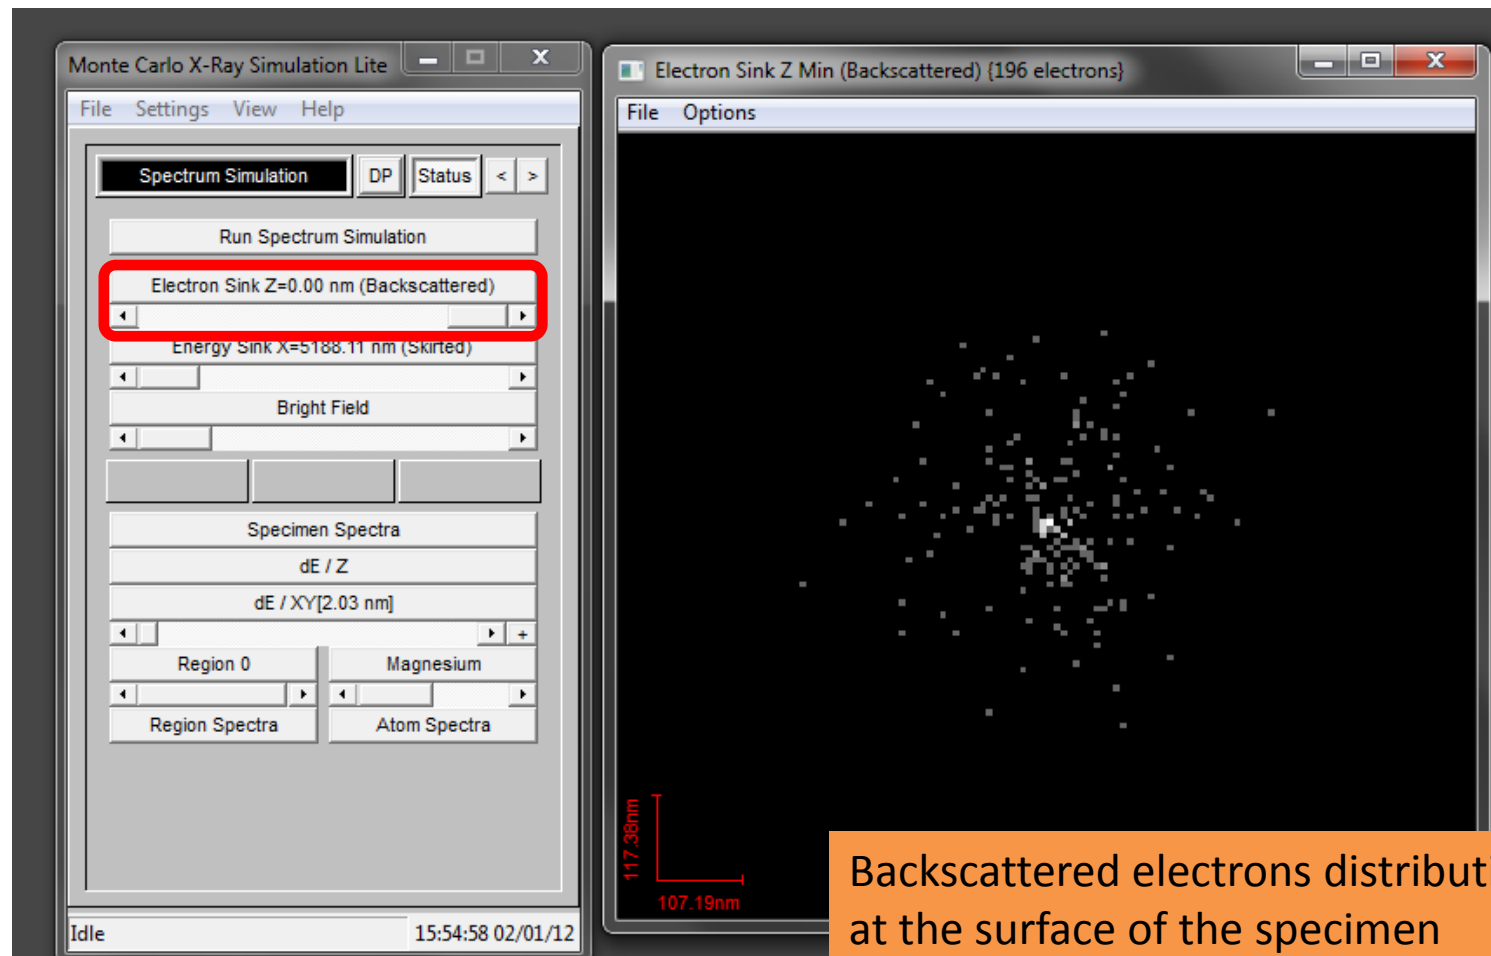 Monte Carlo X-Ray Simulation Lite
File Settings View Help
Spectrum Simulation DP Status < >
Run Spectrum Simulation
Electron Sink Z=0.00 nm (Backscattered)
Energy Sink X=5188.11 nm (Skirted)
Bright Field
Specimen Spectra
dE / Z
dE / XY[2.03 nm]
+
Region 0 Magnesium
Region Spectra Atom Spectra
Idle 15:54:58 02/01/12
Electron Sink Z Min (Backscattered) {196 electrons}
File Options
117.38nm
107.19nm
Backscattered electrons distribut
at the surface of the specimen